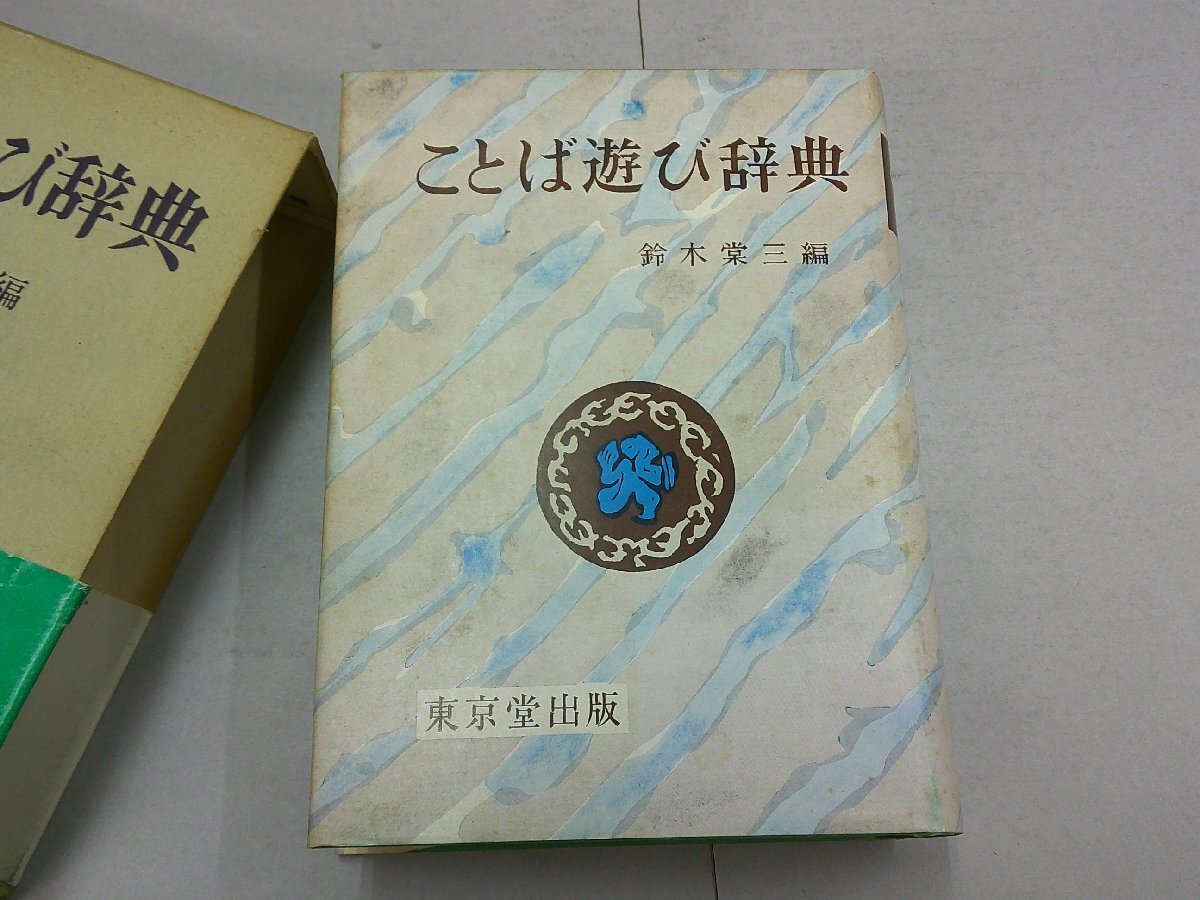 ことば遊び辞典
鈴木棠三編
東京堂出版
び辞典
編